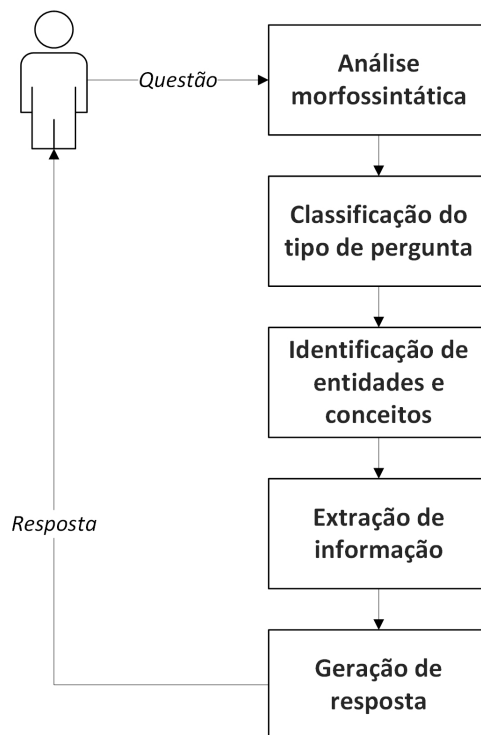 Questão
Análise
morfossintática
Classificação do
tipo de pergunta
Identificação de
entidades e
conceitos
Extração de
informação
Resposta
Geração de
resposta